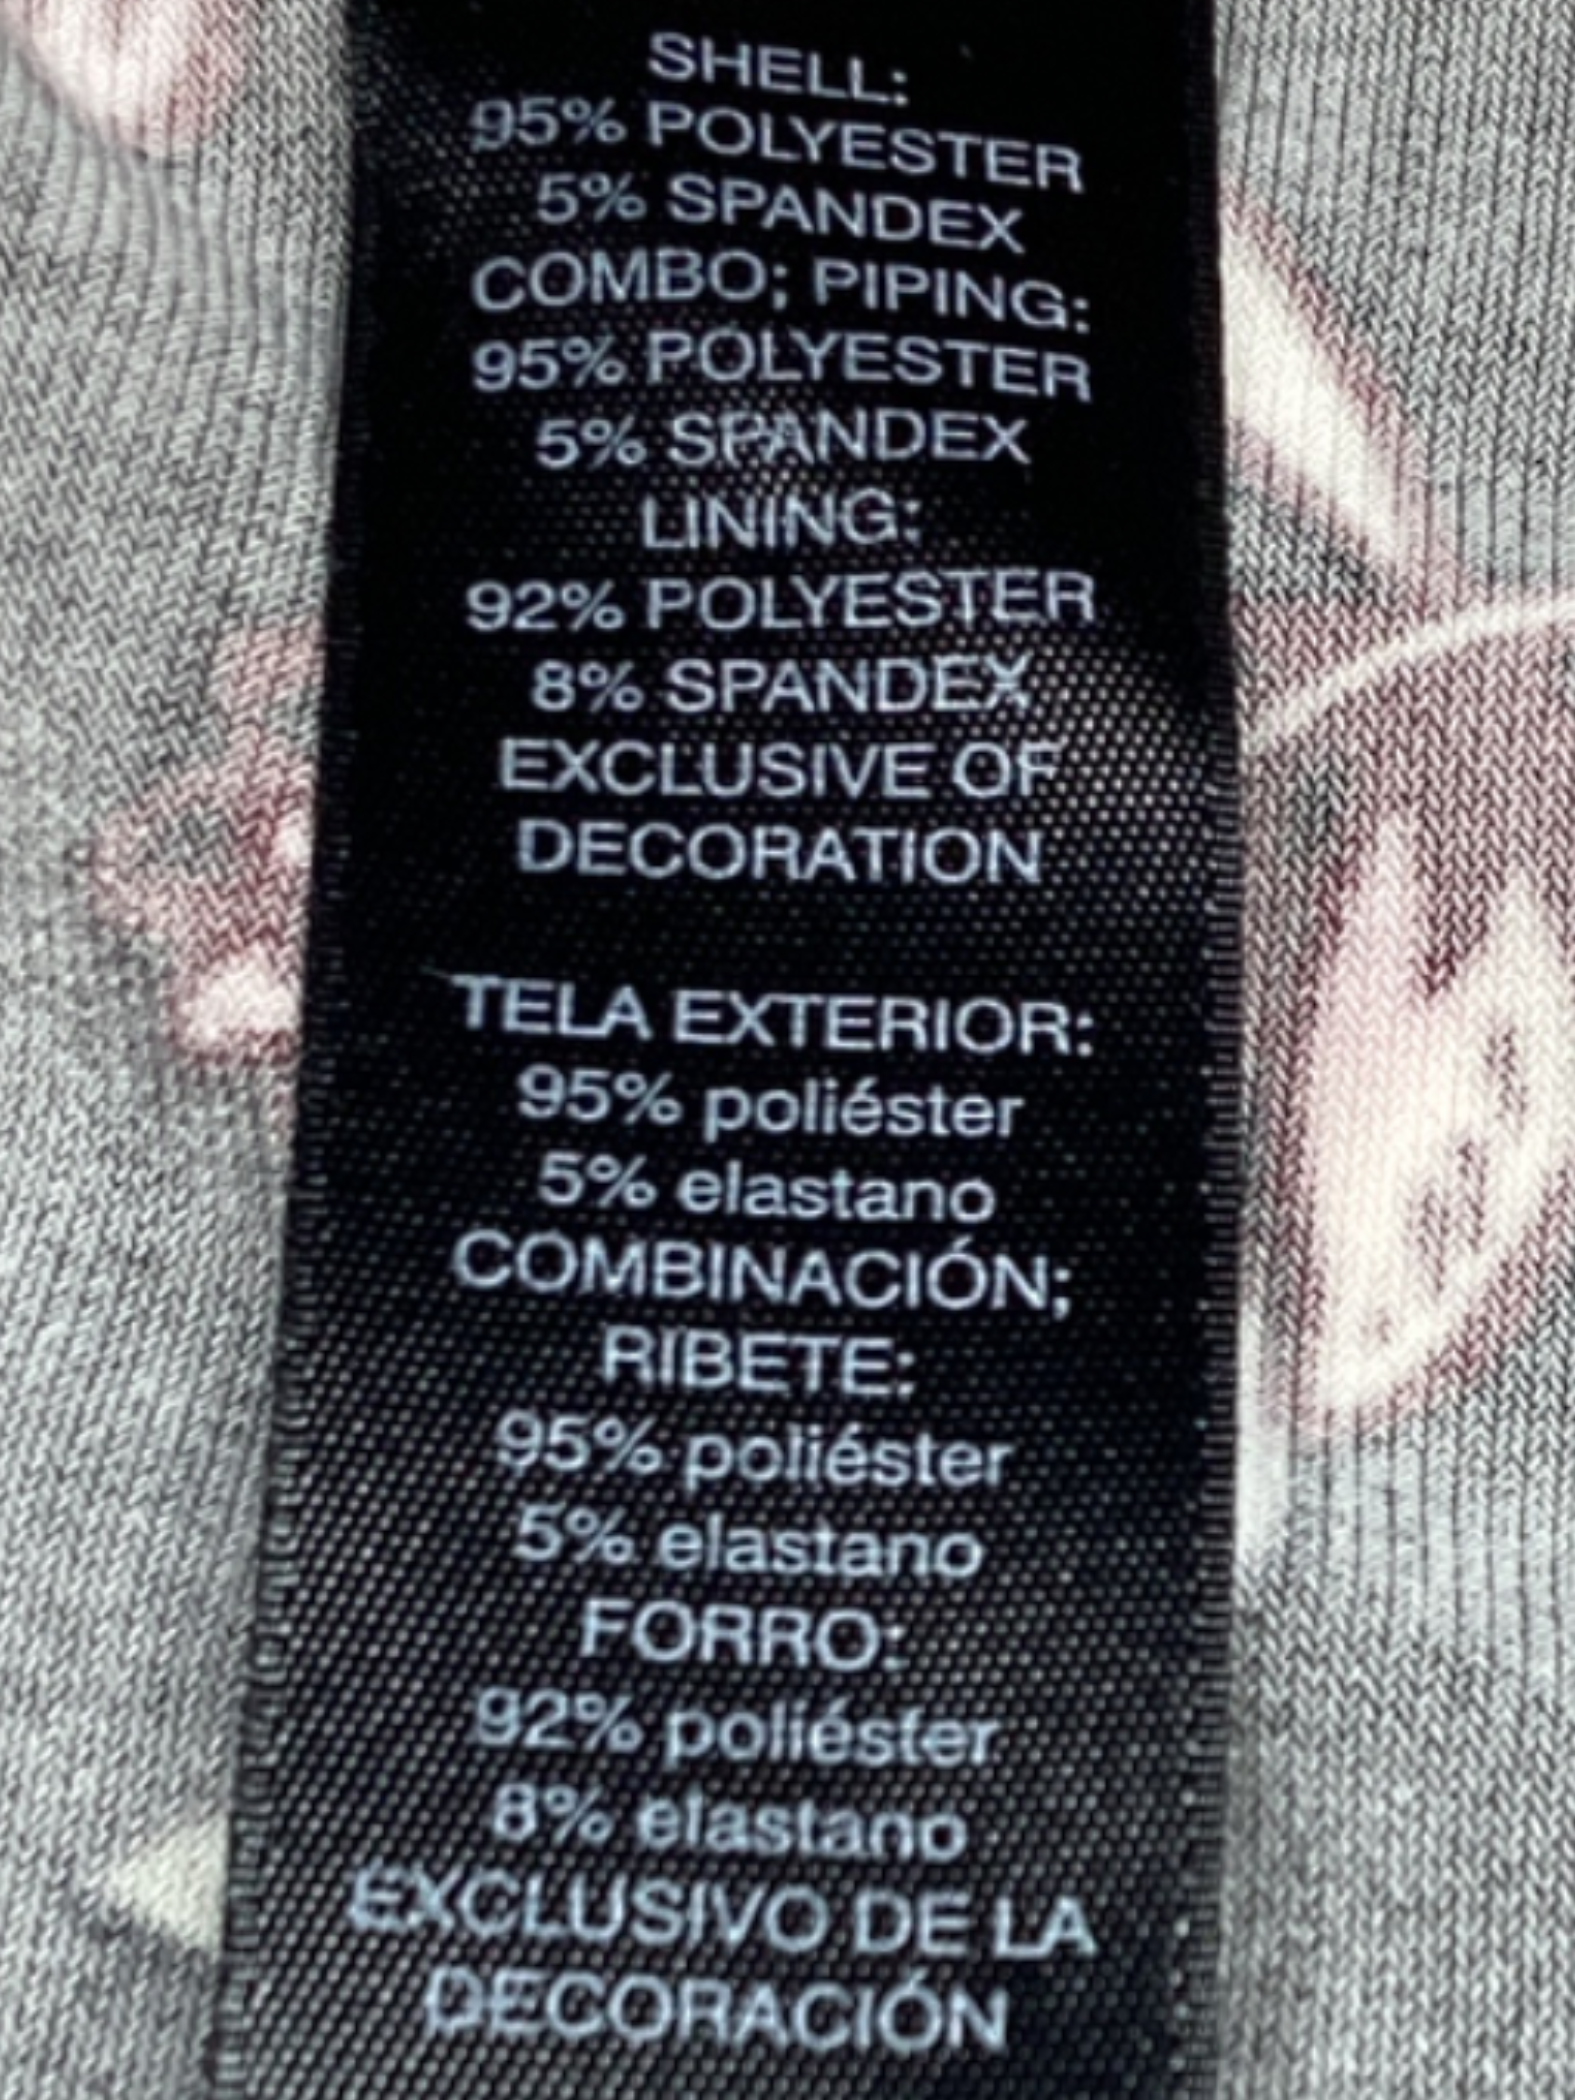 SHELL:
95% POLYESTER
5% SPANDEX
COMBO; PIPING:
95% POLYESTER
5% SPANDEX
LINING:
92% POLYESTER
8% SPANDEX
EXCLUSIVE OF
DECORATION
TELA EXTERIOR:
95% poliéster
5% elastano
COMBINACIÓN;
RIBETE:
95% poliéster
5% elastano
FORRO:
92% poliéster
8% elastano
EXCLUSIVO DE LA
DECORACIÓN